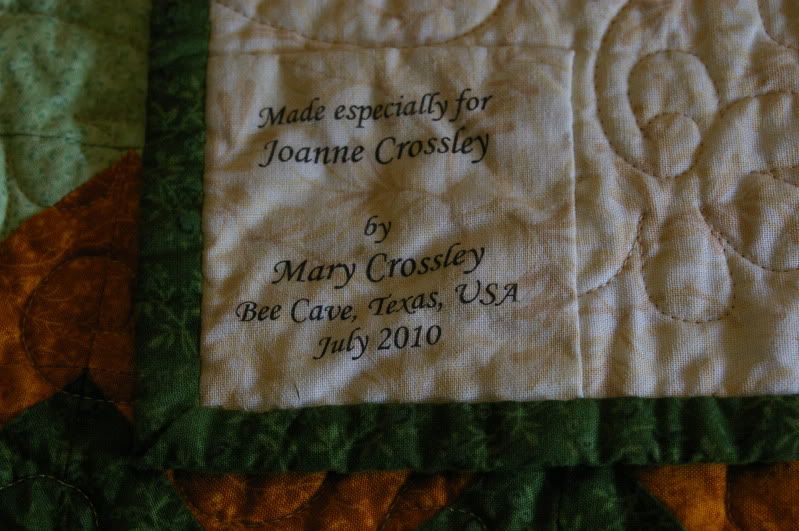 Made especially for
Joanne Crossley
by
Mary Crossley
Bee Cave, Texas, USA
July 2010